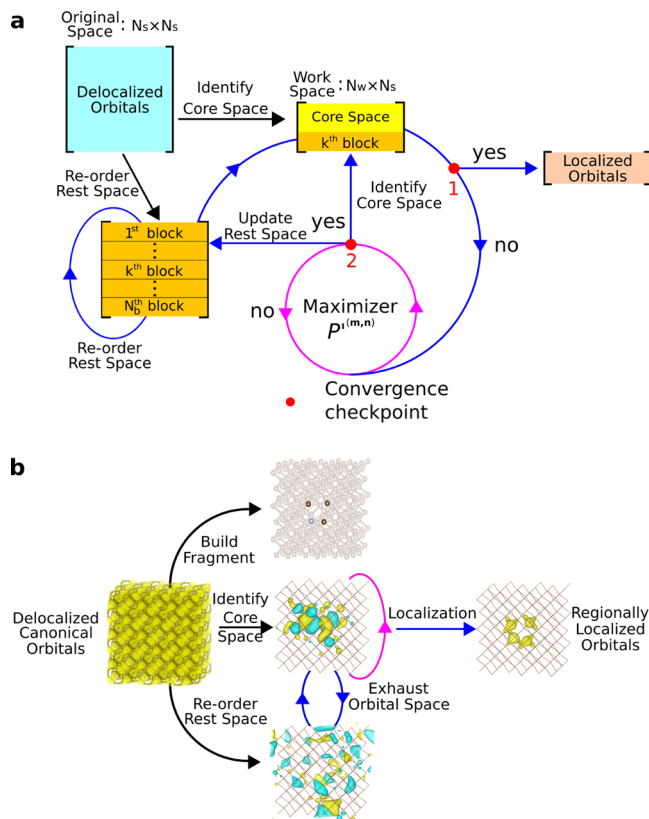 a
Original
Space : Nₛ×Nₛ
Delocalized
Orbitals
Identify
Core Space
Work
Space : N_w×Nₛ
Core Space
kᵗʰ block
yes
1
Localized
Orbitals
Re-order
Rest Space
Identify
Core Space
Update
Rest Space
yes
no
1ˢᵗ block
kᵗʰ block
N_bᵗʰ block
2
no
Maximizer
P'⁽ᵐ,ⁿ⁾
Re-order
Rest Space
Convergence
checkpoint
b
Build
Fragment
Delocalized
Canonical
Orbitals
Identify
Core
Space
Localization
Regionally
Localized
Orbitals
Re-order
Rest Space
Exhaust
Orbital Space